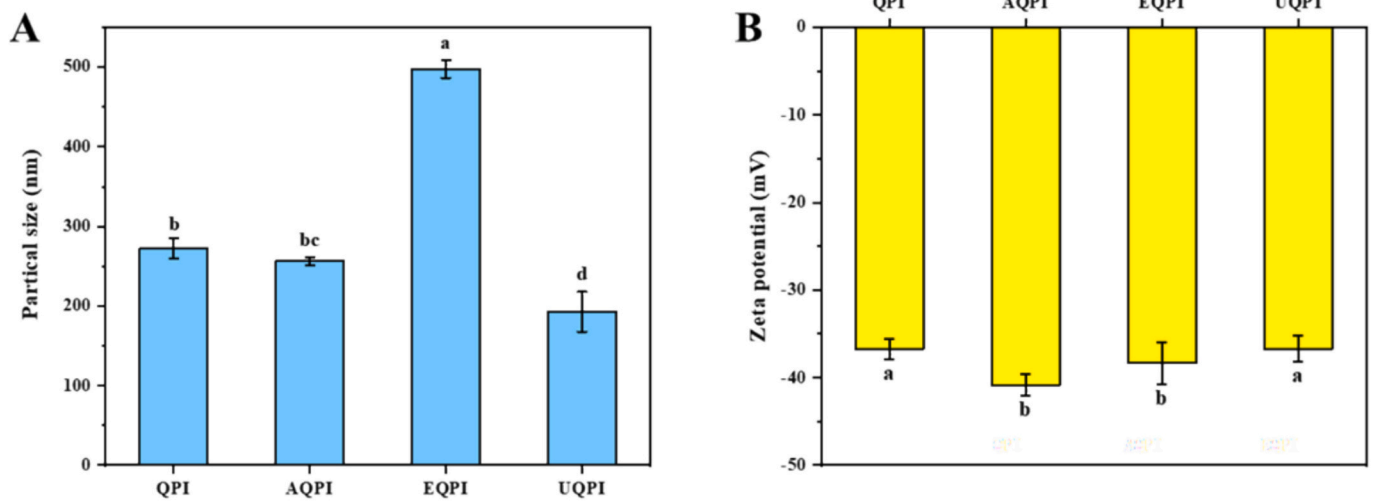 A
Partical size (nm)
500
400
300
200
100
0
b
bc
a
d
QPI
AQPI
EQPI
UQPI
B
QPI
AQPI
EQPI
UQPI
Zeta potential (mV)
0
-10
-20
-30
-40
-50
a
b
b
a